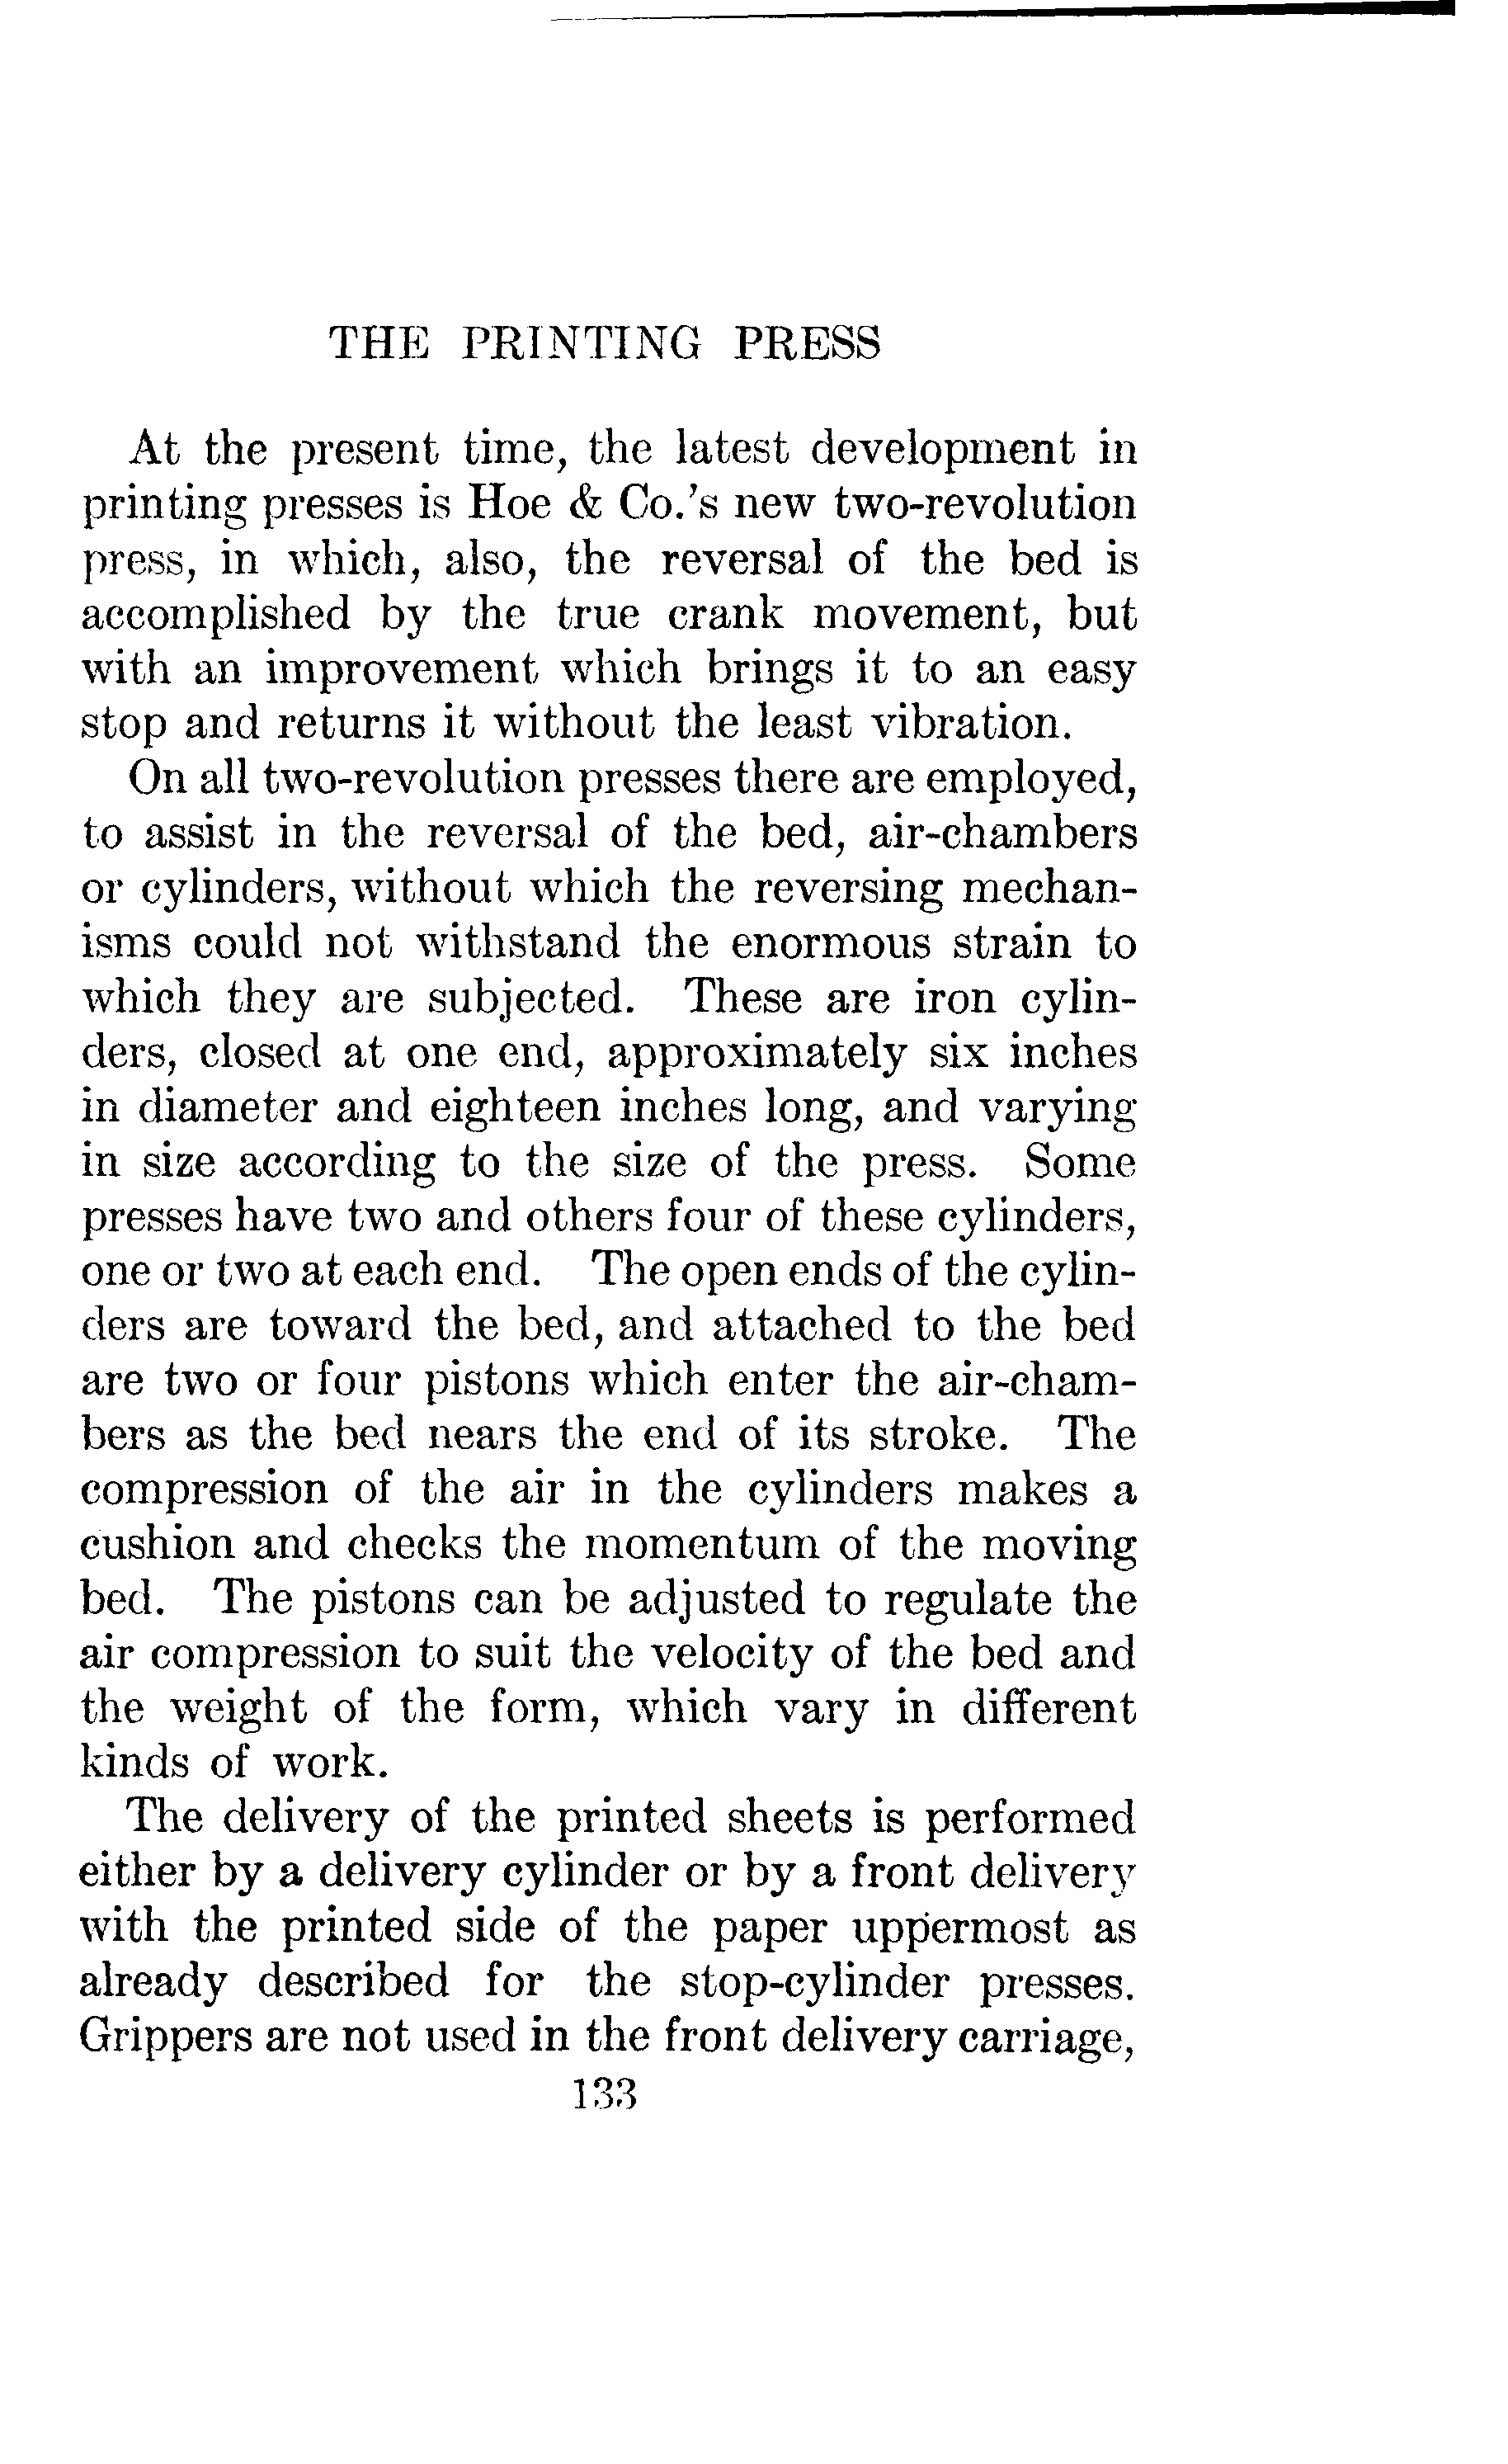 THE PRINTING PRESS
At the present time, the latest development in
printing presses is Hoe & Co.'s new two-revolution
press, in which, also, the reversal of the bed is
accomplished by the true crank movement, but
with an improvement which brings it to an easy
stop and returns it without the least vibration.
On all two-revolution presses there are employed,
to assist in the reversal of the bed, air-chambers
or cylinders, without which the reversing mechan-
isms could not withstand the enormous strain to
which they are subjected. These are iron cylin-
ders, closed at one end, approximately six inches
in diameter and eighteen inches long, and varying
in size according to the size of the press. Some
presses have two and others four of these cylinders,
one or two at each end. The open ends of the cylin-
ders are toward the bed, and attached to the bed
are two or four pistons which enter the air-cham-
bers as the bed nears the end of its stroke. The
compression of the air in the cylinders makes a
cushion and checks the momentum of the moving
bed. The pistons can be adjusted to regulate the
air compression to suit the velocity of the bed and
the weight of the form, which vary in different
kinds of work.
The delivery of the printed sheets is performed
either by a delivery cylinder or by a front delivery
with the printed side of the paper uppermost as
already described for the stop-cylinder presses.
Grippers are not used in the front delivery carriage,
133